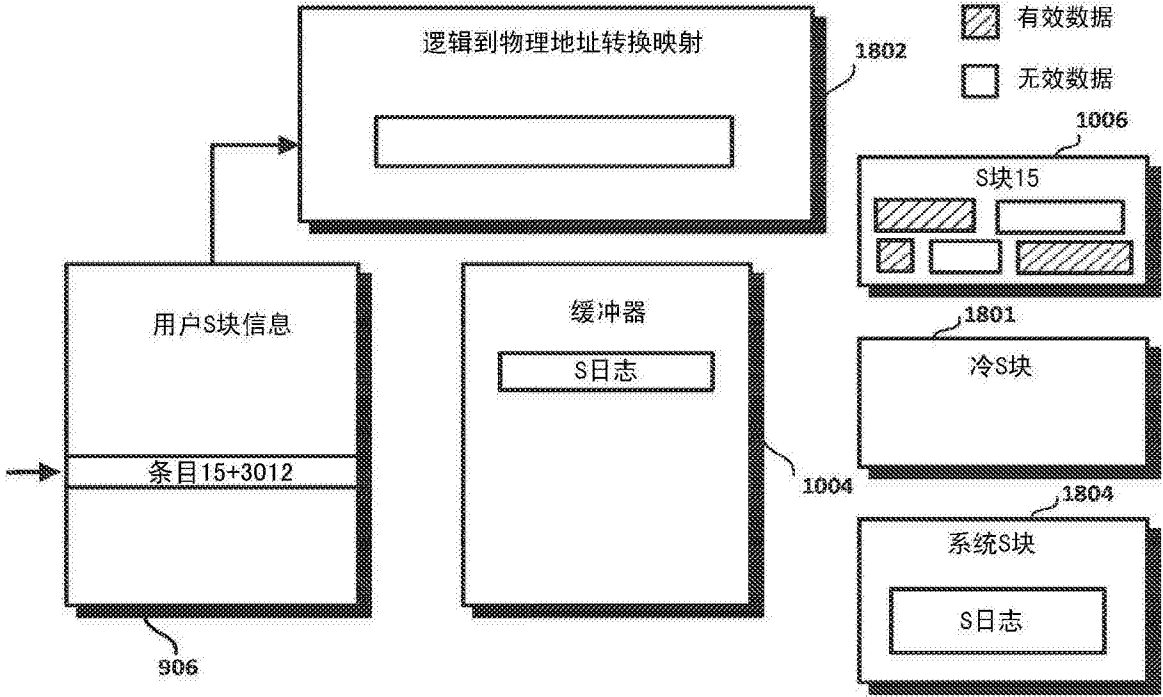 逻辑到物理地址转换映射
1802
有效数据
无效数据
1006
S块15
用户S块信息
缓冲器
S日志
1801
冷S块
条目15+3012
1004
1804
系统S块
S日志
906